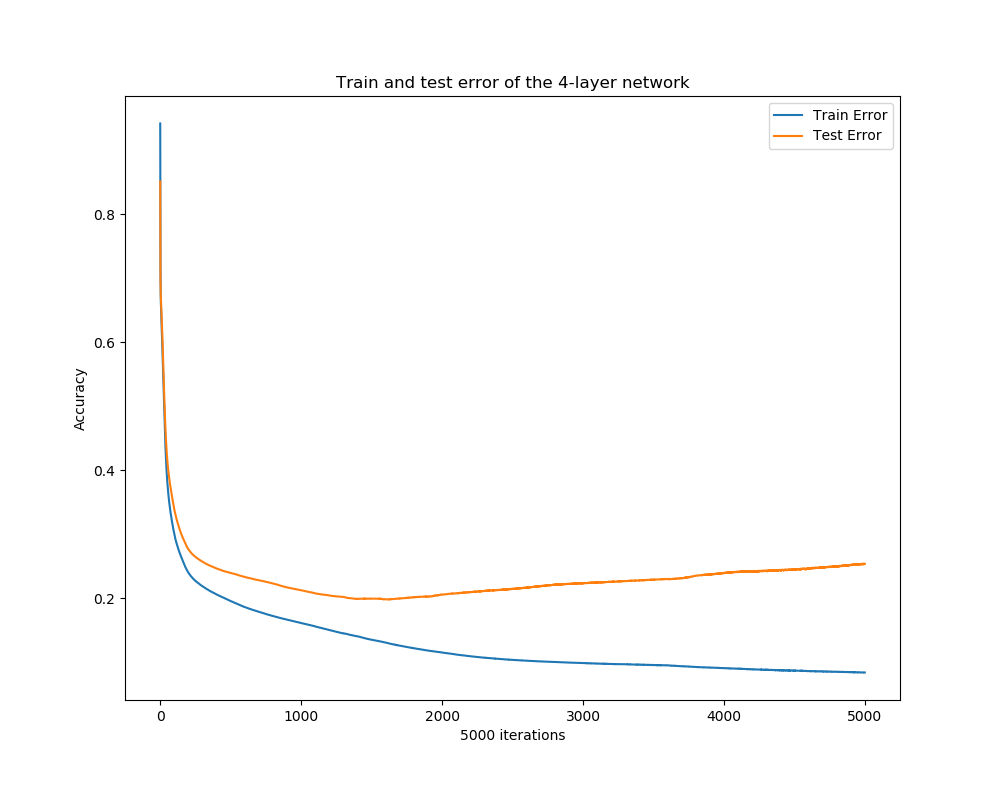 Train and test error of the 4-layer network
Train Error
Test Error
0.8
0.6
0.4
0.2
Accuracy
0 1000 2000 3000 4000 5000
5000 iterations